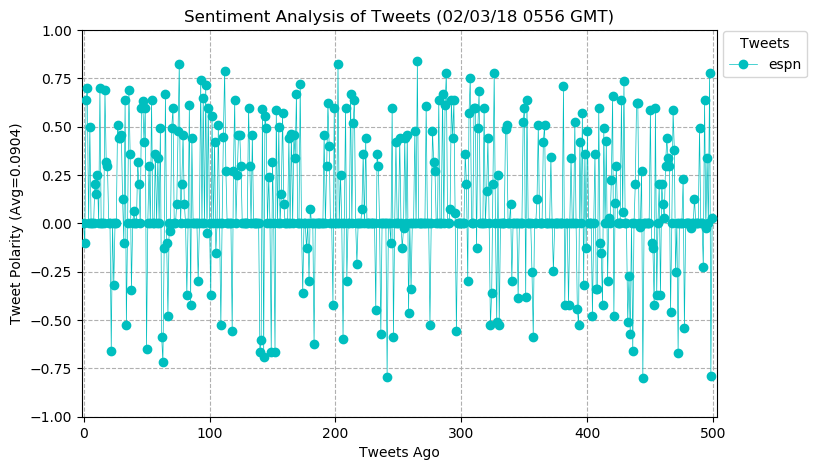 Sentiment Analysis of Tweets (02/03/18 0556 GMT)
Tweets
espn
Tweet Polarity (Avg=0.0904)
1.00
0.75
0.50
0.25
0.00
−0.25
−0.50
−0.75
−1.00
0 100 200 300 400 500
Tweets Ago